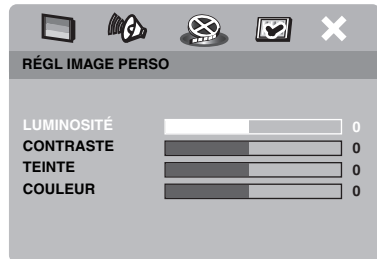 RÉGL IMAGE PERSO
LUMINOSITÉ 0
CONTRASTE 0
TEINTE 0
COULEUR 0